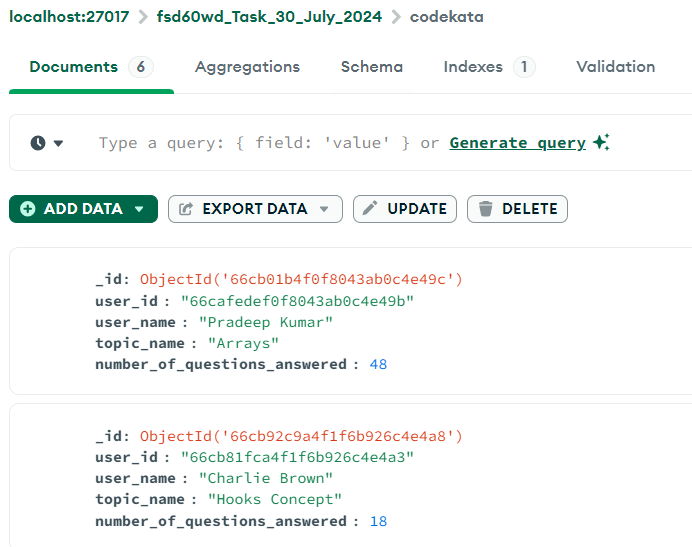 localhost:27017 > fsd60wd_Task_30_July_2024 > codekata
Documents 6 Aggregations Schema Indexes 1 Validation
Type a query: { field: 'value' } or Generate query
ADD DATA EXPORT DATA UPDATE DELETE
_id: ObjectId('66cb01b4f0f8043ab0c4e49c')
user_id : "66cafedef0f8043ab0c4e49b"
user_name : "Pradeep Kumar"
topic_name : "Arrays"
number_of_questions_answered : 48
_id: ObjectId('66cb92c9a4f1f6b926c4e4a8')
user_id : "66cb81fca4f1f6b926c4e4a3"
user_name : "Charlie Brown"
topic_name : "Hooks Concept"
number_of_questions_answered : 18